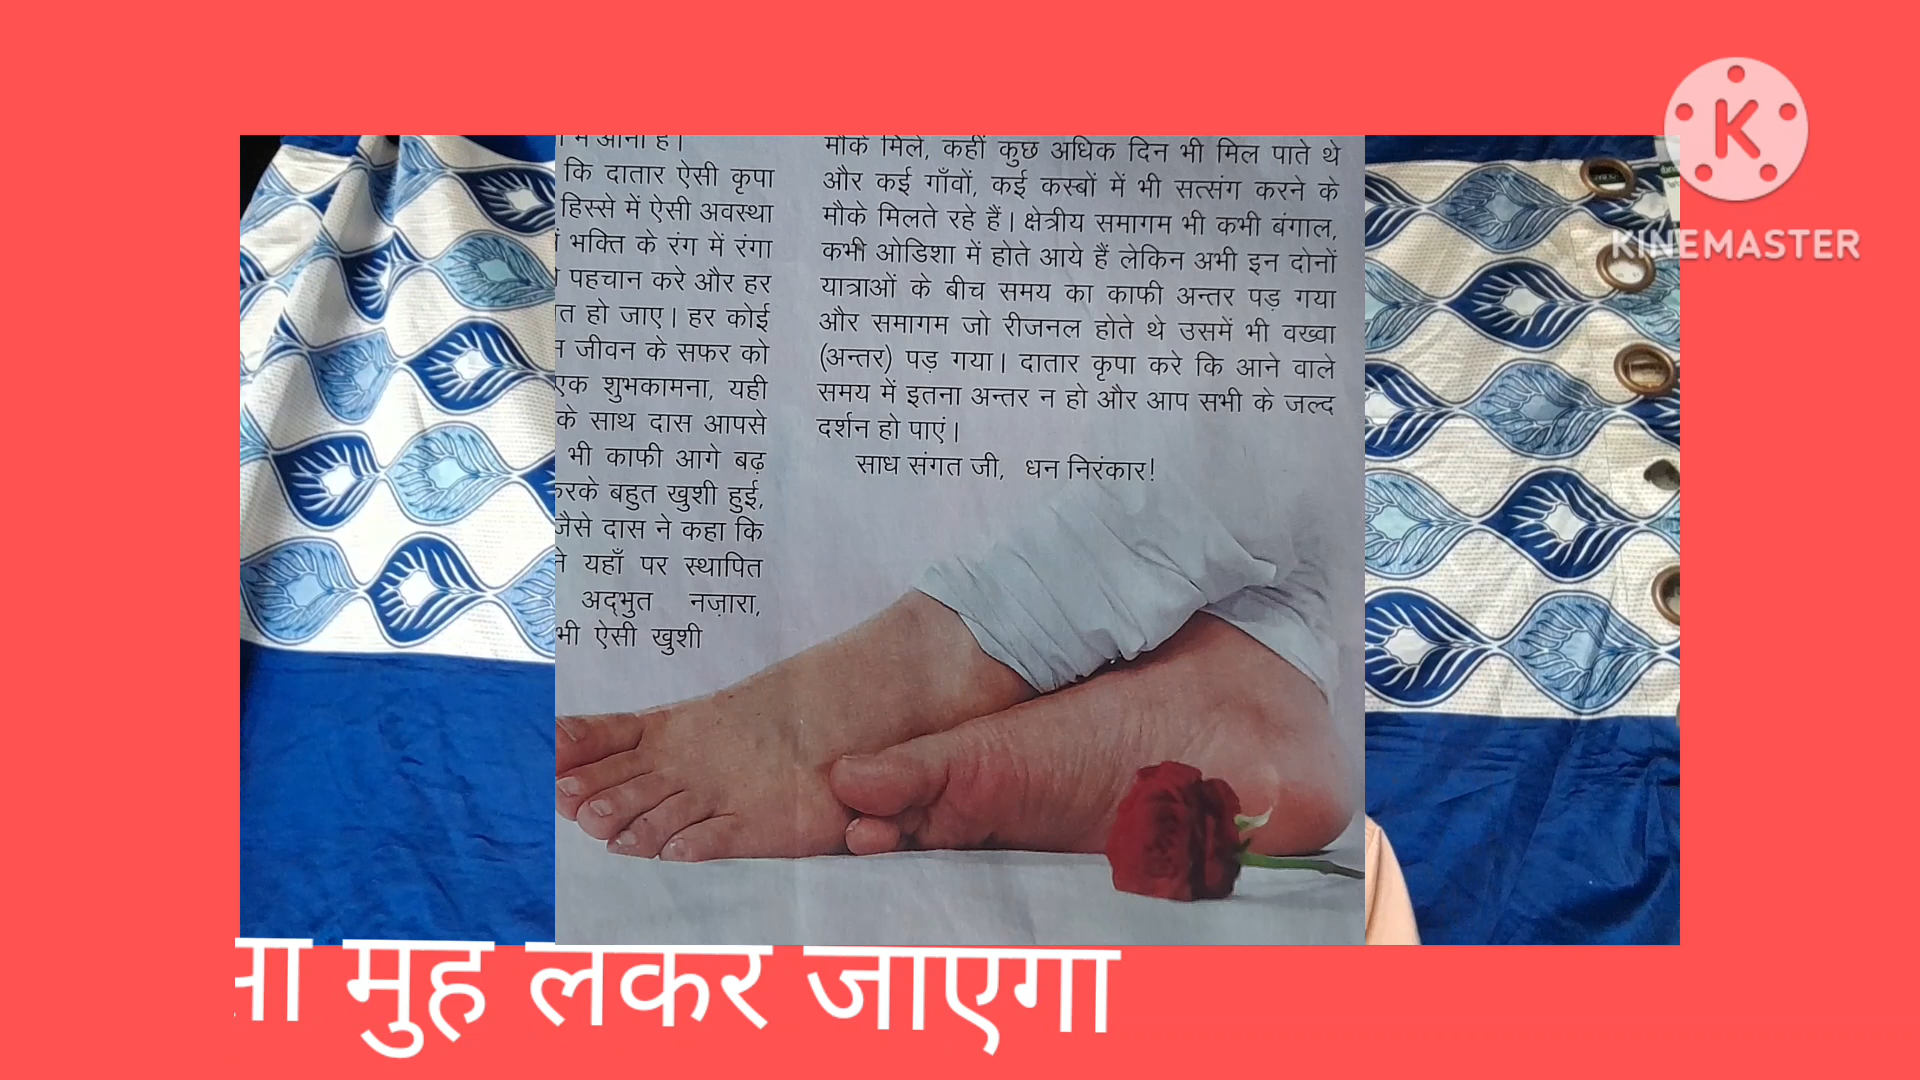 कि दातार ऐसी कृपा
हिस्से में ऐसी अवस्था
भक्ति के रंग में रंगा
पहचान करे और हर
हो जाए। हर कोई
जीवन के सफर को
एक शुभकामना, यही
के साथ दास आपसे
भी काफी आगे बढ़
करके बहुत खुशी हुई,
जैसे दास ने कहा कि
यहाँ पर स्थापित
अद्भुत नज़ारा,
भी ऐसी खुशी
मौके मिले, कहीं कुछ अधिक दिन भी मिल पाते थे
और कई गाँवों, कई कस्बों में भी सत्संग करने के
मौके मिलते रहे हैं। क्षेत्रीय समागम भी कभी बंगाल,
कभी ओडिशा में होते आये हैं लेकिन अभी इन दोनों
यात्राओं के बीच समय का काफी अन्तर पड़ गया
और समागम जो रीजनल होते थे उसमें भी वख्वा
(अन्तर) पड़ गया। दातार कृपा करे कि आने वाले
समय में इतना अन्तर न हो और आप सभी के जल्द
दर्शन हो पाएं।
साध संगत जी, धन निरंकार!
KINEMASTER
जाएगा